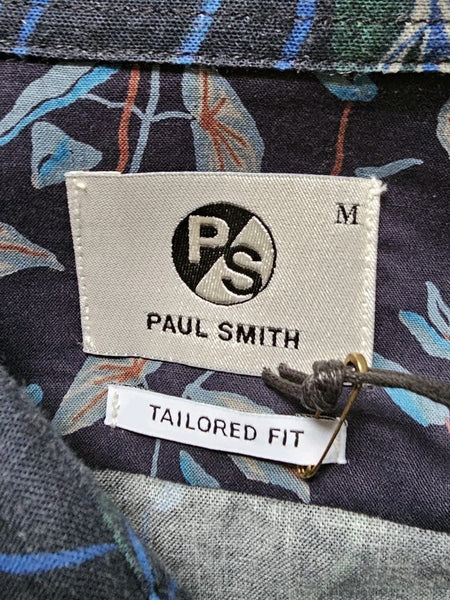 M
PS
PAUL SMITH
TAILORED FIT